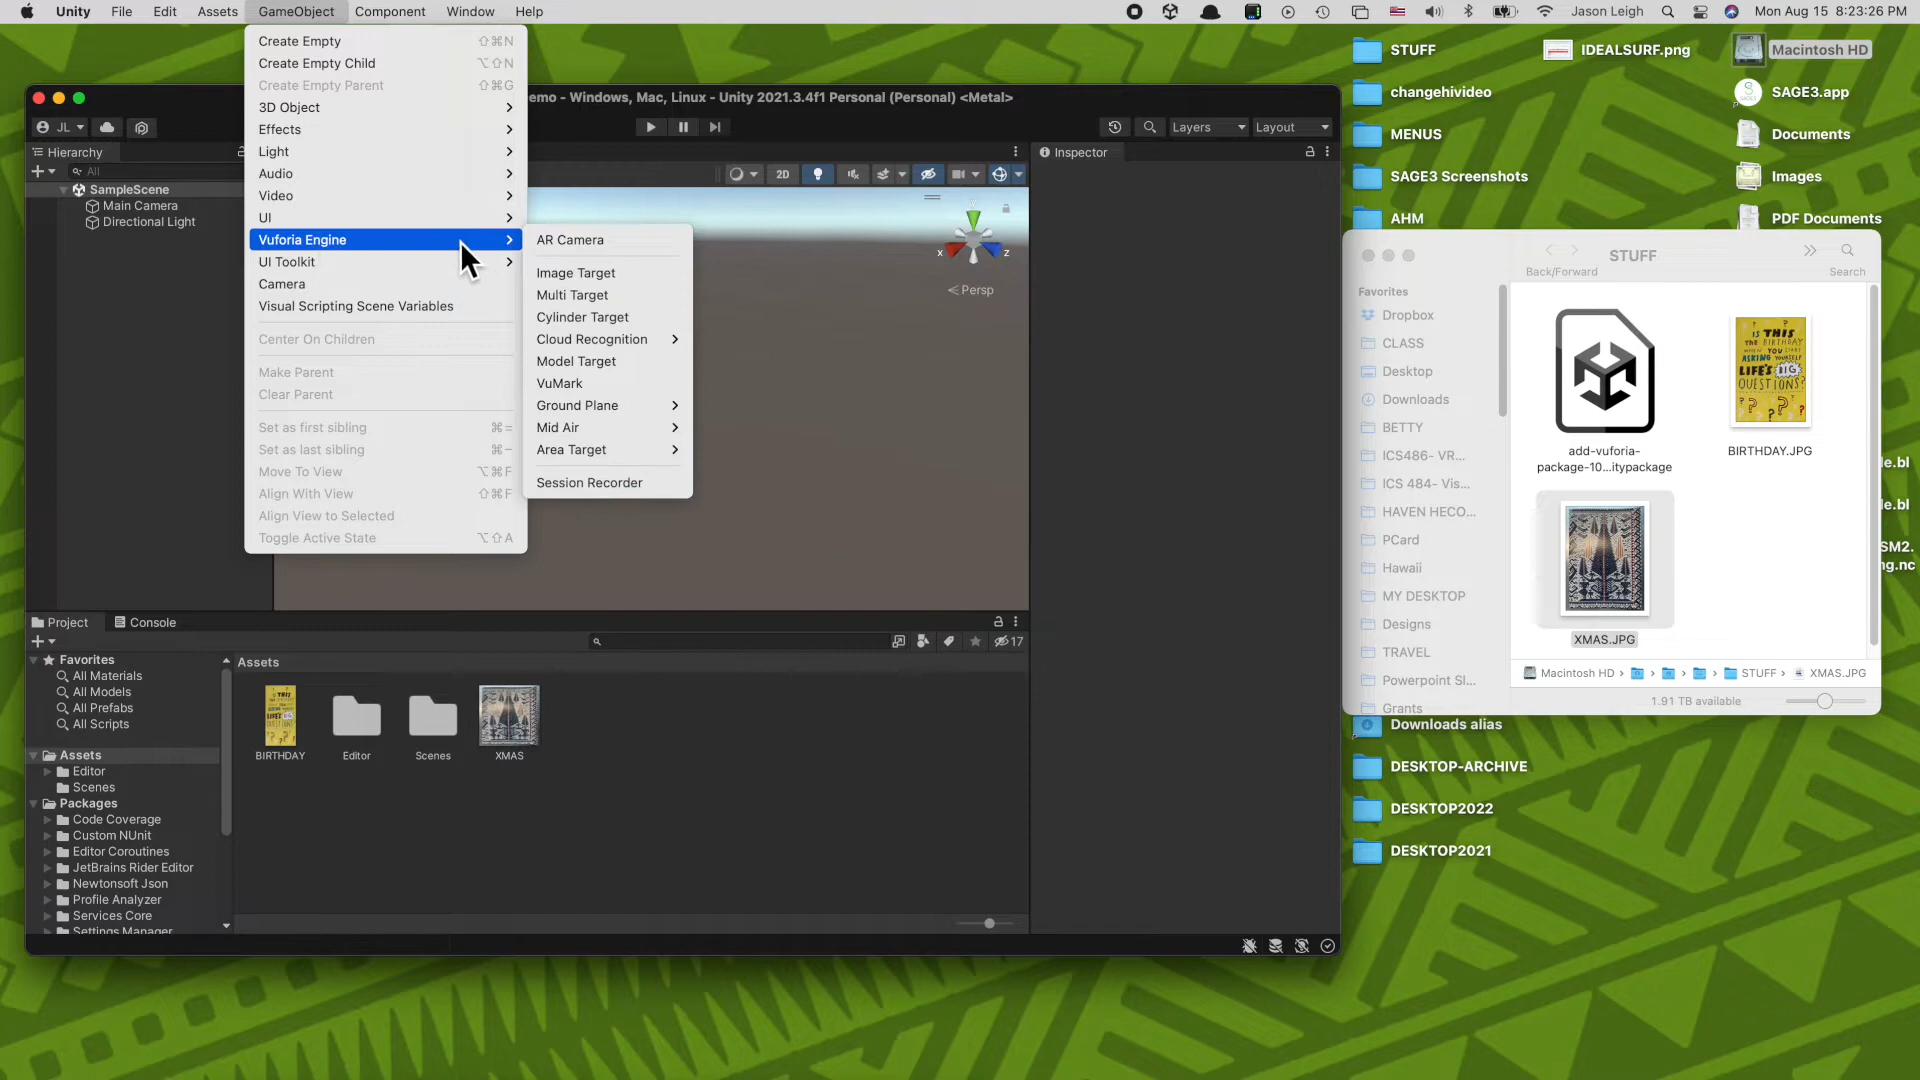 Unity File Edit Assets GameObject Component Window Help Jason Leigh Mon Aug 15 8:23:26 PM
Create Empty ⇧⌘N
Create Empty Child ⌥⇧N
Create Empty Parent ⇧⌘G
3D Object
Effects
Light
Audio
Video
UI
Vuforia Engine
UI Toolkit
Camera
Visual Scripting Scene Variables
Center On Children
Make Parent
Clear Parent
Set as first sibling ⌘=
Set as last sibling ⌘-
Move To View ⌥⌘F
Align With View ⇧⌘F
Align View to Selected
Toggle Active State ⌥⇧A
AR Camera
Image Target
Multi Target
Cylinder Target
Cloud Recognition
Model Target
VuMark
Ground Plane
Mid Air
Area Target
Session Recorder
emo - Windows, Mac, Linux - Unity 2021.3.4f1 Personal (Personal) <Metal>
JL
Layers
Layout
Hierarchy
All
SampleScene
Main Camera
Directional Light
2D
x
z
Persp
Inspector
Project
Console
17
Favorites
All Materials
All Models
All Prefabs
All Scripts
Assets
Editor
Scenes
Packages
Code Coverage
Custom NUnit
Editor Coroutines
JetBrains Rider Editor
Newtonsoft Json
Profile Analyzer
Services Core
Settings Manager
Assets
BIRTHDAY
Editor
Scenes
XMAS
STUFF
changehivideo
MENUS
SAGE3 Screenshots
AHM
IDEALSURF.png
Macintosh HD
SAGE3.app
Documents
Images
PDF Documents
STUFF
Back/Forward
Search
Favorites
Dropbox
CLASS
Desktop
Downloads
BETTY
ICS486- VR...
ICS 484- Vis...
HAVEN HECO...
PCard
Hawaii
MY DESKTOP
Designs
TRAVEL
Powerpoint Sl...
Grants
add-vuforia-
package-10...itypackage
IS THIS
THE BIRTHDAY
WHEN YOU START
ASKING YOURSELF
LIFE'S BIG
QUESTIONS?
? ? ?
BIRTHDAY.JPG
XMAS.JPG
Macintosh HD › › › › STUFF › XMAS.JPG
1.91 TB available
le.bl
le.bl
SM2.
ng.nc
Downloads alias
DESKTOP-ARCHIVE
DESKTOP2022
DESKTOP2021